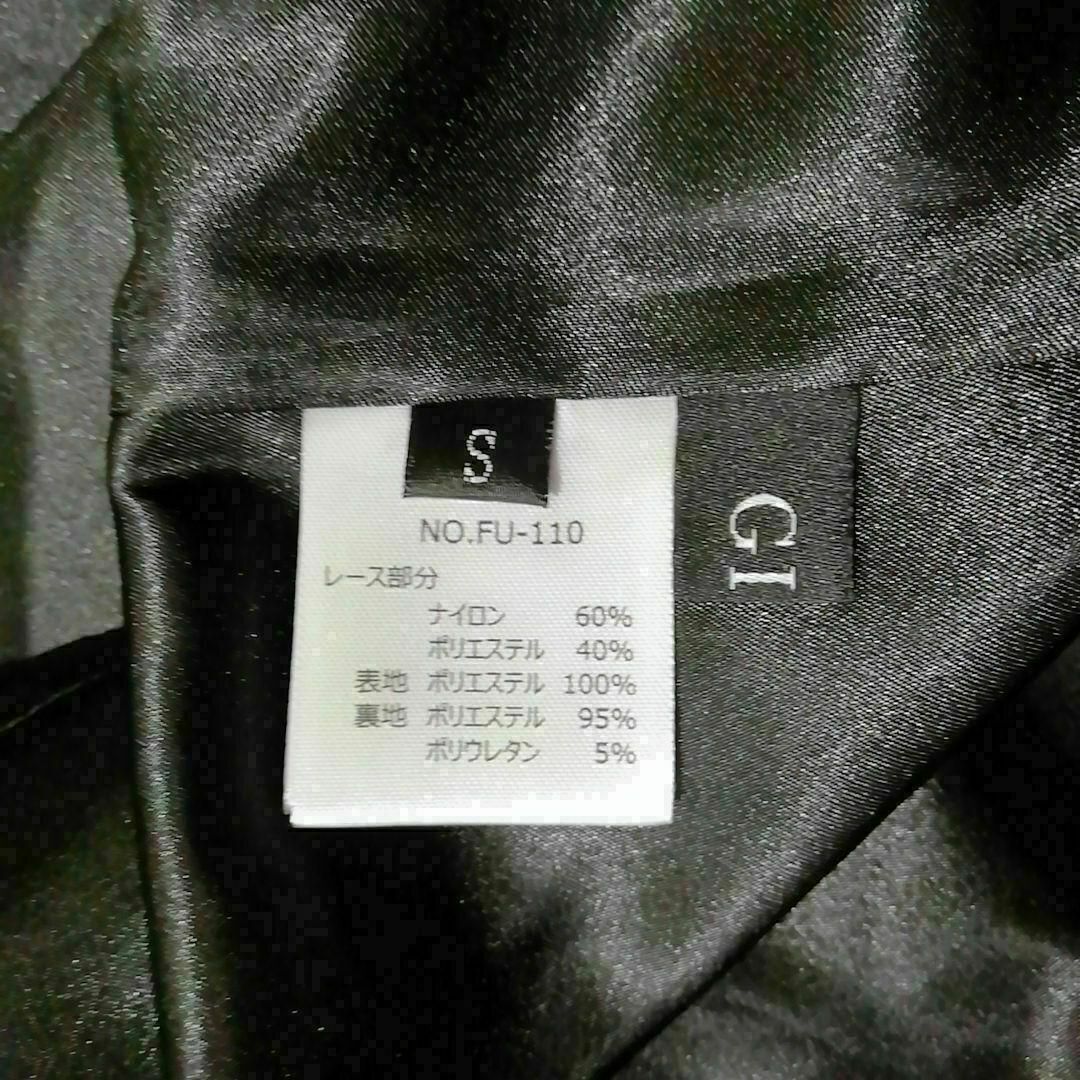 S
NO.FU-110
レース部分
ナイロン 60%
ポリエステル 40%
表地 ポリエステル 100%
裏地 ポリエステル 95%
ポリウレタン 5%
GI